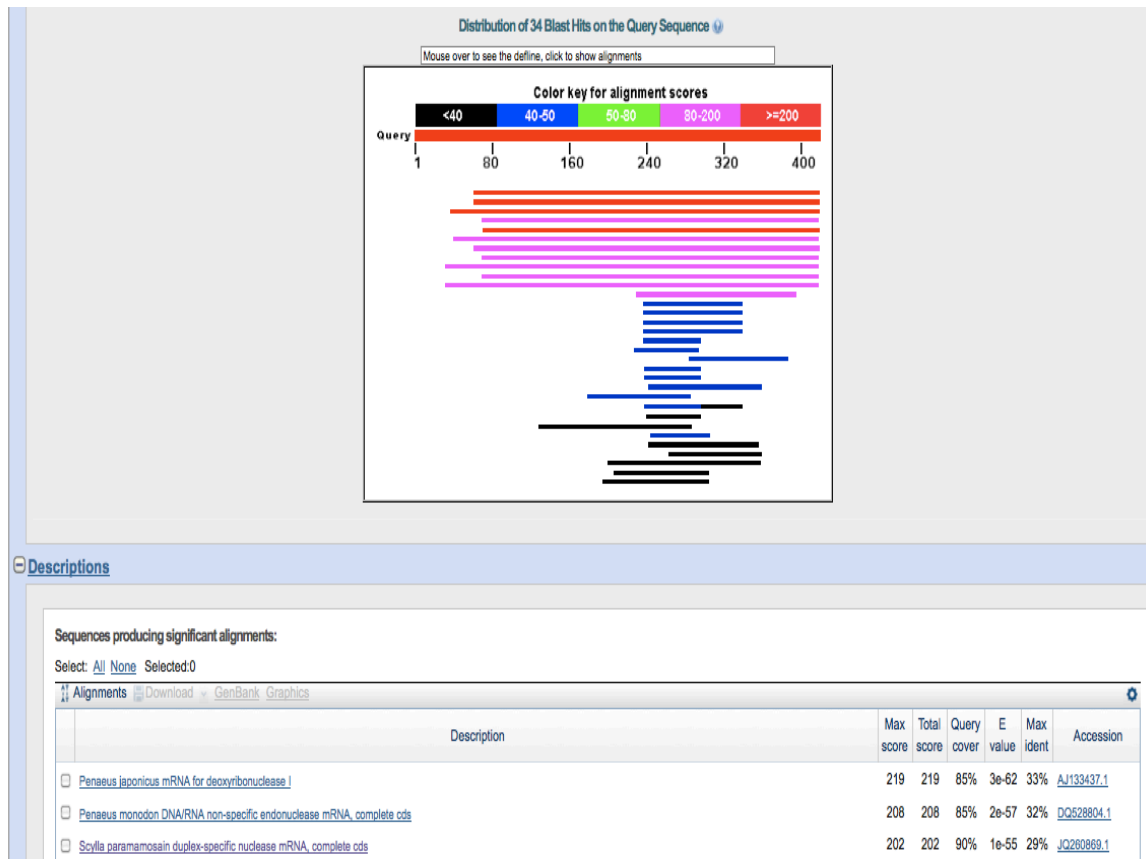 Distribution of 34 Blast Hits on the Query Sequence
Mouse over to see the defline, click to show alignments
Color key for alignment scores
<40 40-50 50-80 80-200 >=200
Query
1 80 160 240 320 400
Descriptions
Sequences producing significant alignments:
Select: All None Selected:0
Alignments Download GenBank Graphics
Description Max score Total score Query cover E value Max ident Accession
Penaeus japonicus mRNA for deoxyribonuclease I 219 219 85% 3e-62 33% AJ133437.1
Penaeus monodon DNA/RNA non-specific endonuclease mRNA, complete cds 208 208 85% 2e-57 32% DQ528804.1
Scylla paramamosain duplex-specific nuclease mRNA, complete cds 202 202 90% 1e-55 29% JQ260869.1